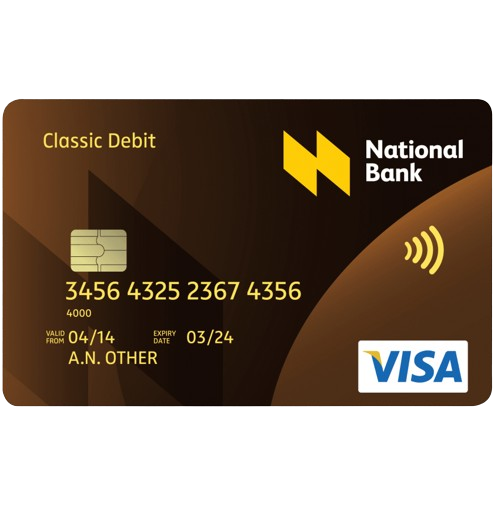 Classic Debit
National
Bank
3456 4325 2367 4356
4000
VALID FROM 04/14 EXPIRY DATE 03/24
A.N. OTHER
VISA